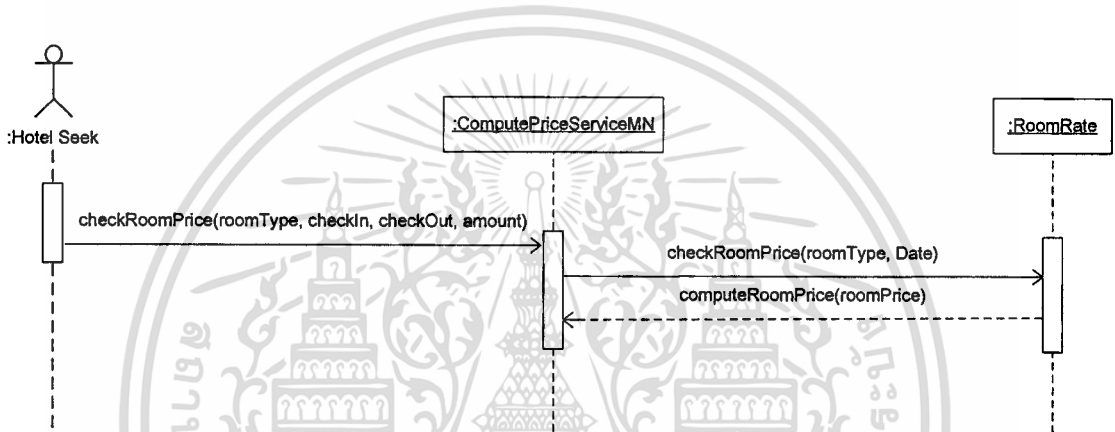 :Hotel Seek
:ComputePriceServiceMN
:RoomRate
checkRoomPrice(roomType, checkIn, checkOut, amount)
checkRoomPrice(roomType, Date)
computeRoomPrice(roomPrice)